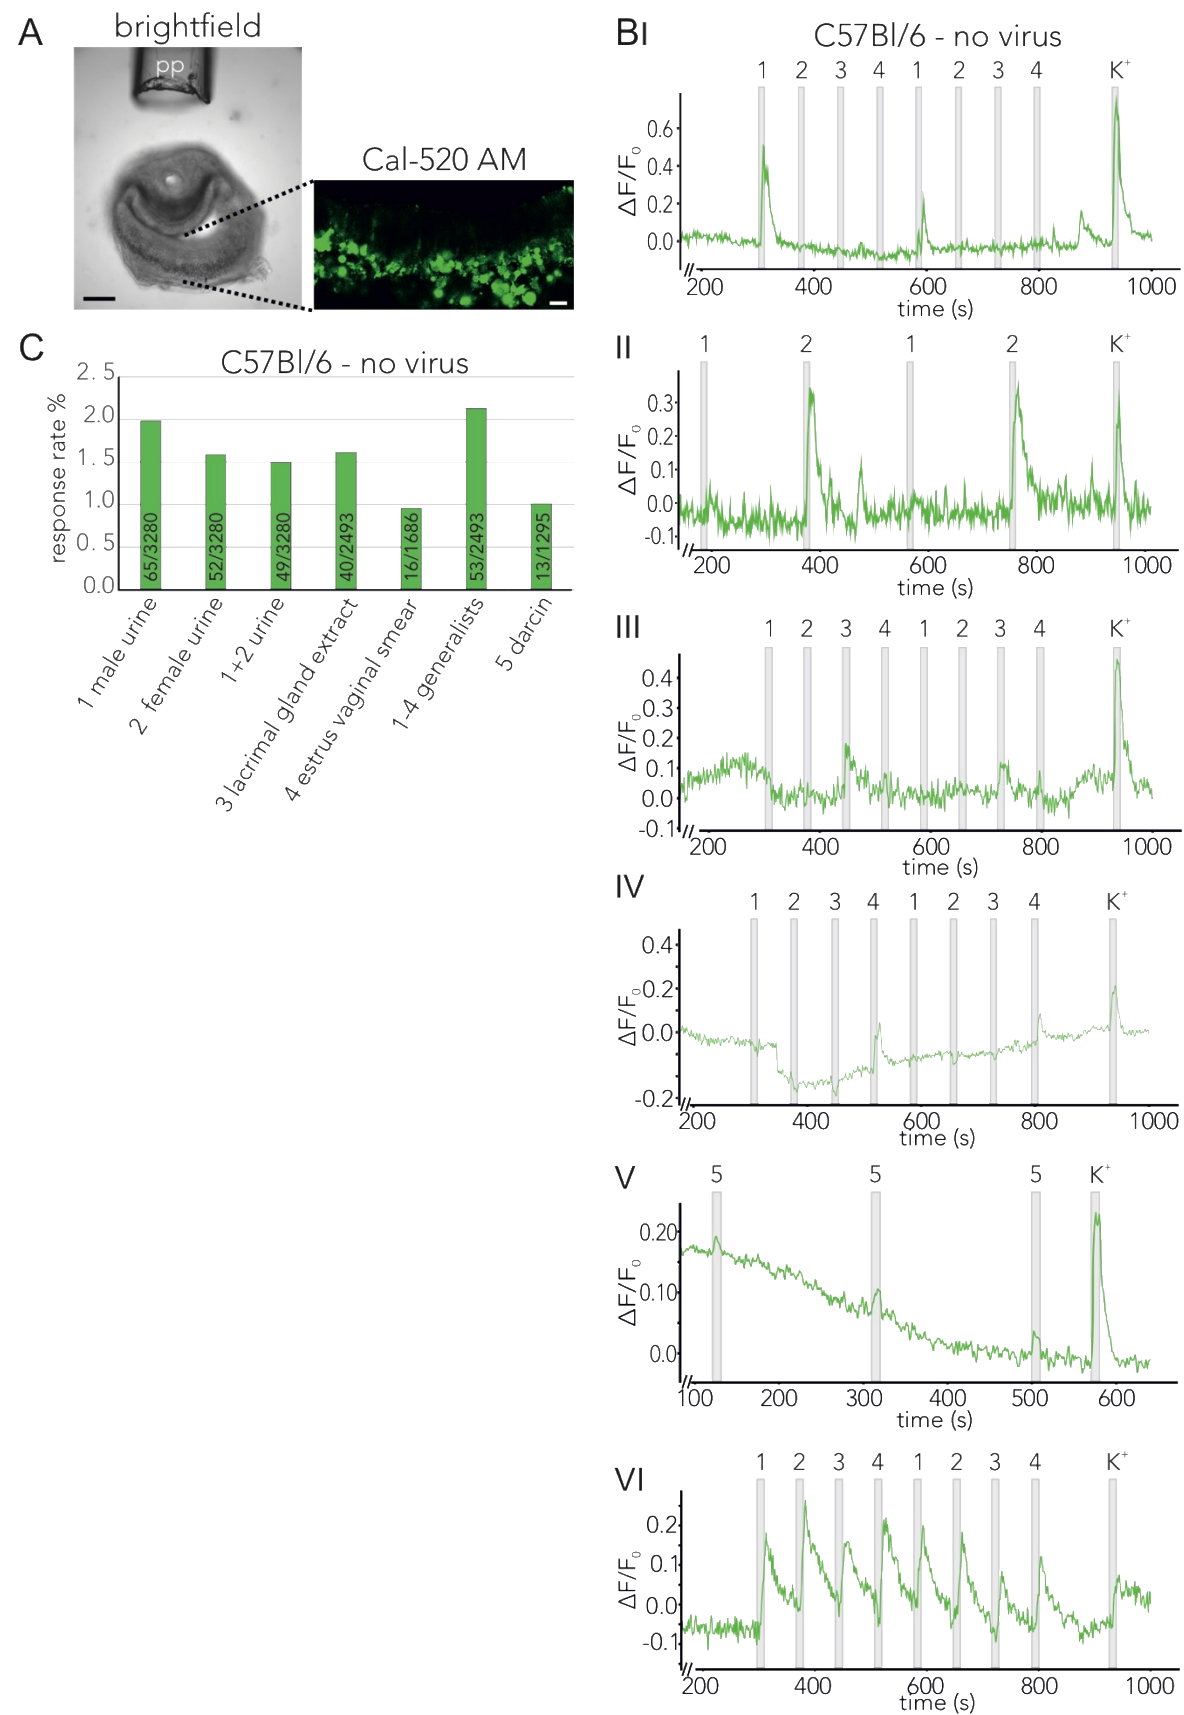 A
brightfield
pp
Cal-520 AM
C
C57Bl/6 - no virus
response rate %
2.5
2.0
1.5
1.0
0.5
0.0
65/3280
52/3280
49/3280
40/2493
16/1686
53/2493
13/1295
1 male urine
2 female urine
1+2 urine
3 lacrimal gland extract
4 estrus vaginal smear
1-4 generalists
5 darcin
BI
C57Bl/6 - no virus
1 2 3 4 1 2 3 4 K+
ΔF/F0
0.6
0.4
0.2
0.0
200 400 600 800 1000
time (s)
II
1 2 1 2 K+
ΔF/F0
0.3
0.2
0.1
0.0
-0.1
200 400 600 800 1000
time (s)
III
1 2 3 4 1 2 3 4 K+
ΔF/F0
0.4
0.3
0.2
0.1
0.0
-0.1
200 400 600 800 1000
time (s)
IV
1 2 3 4 1 2 3 4 K+
ΔF/F0
0.4
0.2
0.0
-0.2
200 400 600 800 1000
time (s)
V
5 5 5 K+
ΔF/F0
0.20
0.10
0.0
100 200 300 400 500 600
time (s)
VI
1 2 3 4 1 2 3 4 K+
ΔF/F0
0.2
0.1
0.0
-0.1
200 400 600 800 1000
time (s)